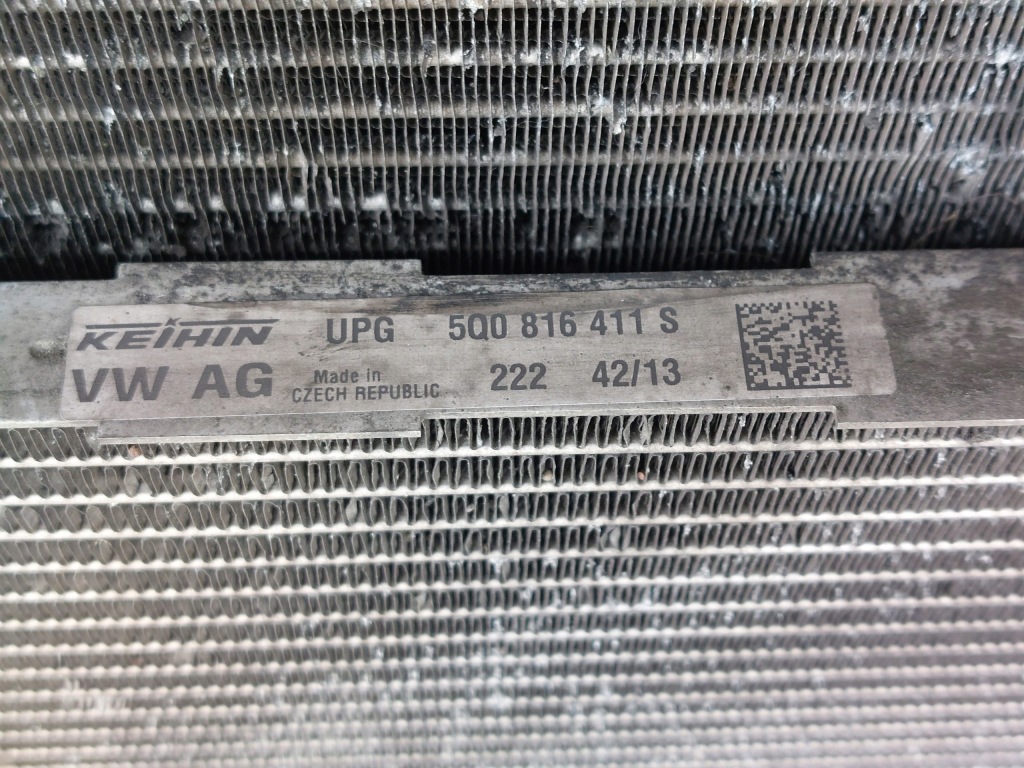 KEIHIN UPG 5Q0 816 411 S
VW AG Made in CZECH REPUBLIC 222 42/13